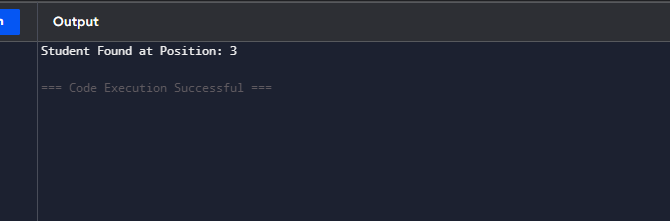 Output
Student Found at Position: 3
=== Code Execution Successful ===